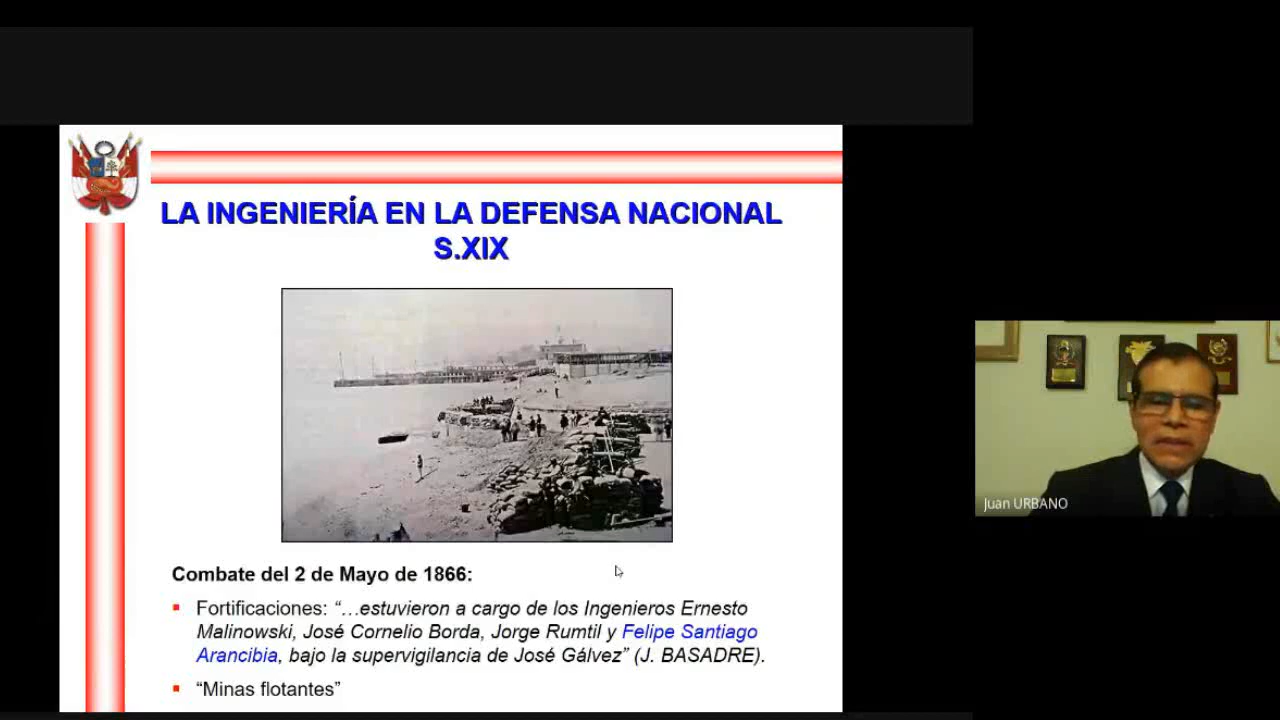 LA INGENIERÍA EN LA DEFENSA NACIONAL
S.XIX
Combate del 2 de Mayo de 1866:
Fortificaciones: “…estuvieron a cargo de los Ingenieros Ernesto
Malinowski, José Cornelio Borda, Jorge Rumtil y Felipe Santiago
Arancibia, bajo la supervigilancia de José Gálvez” (J. BASADRE).
“Minas flotantes”
Juan URBANO